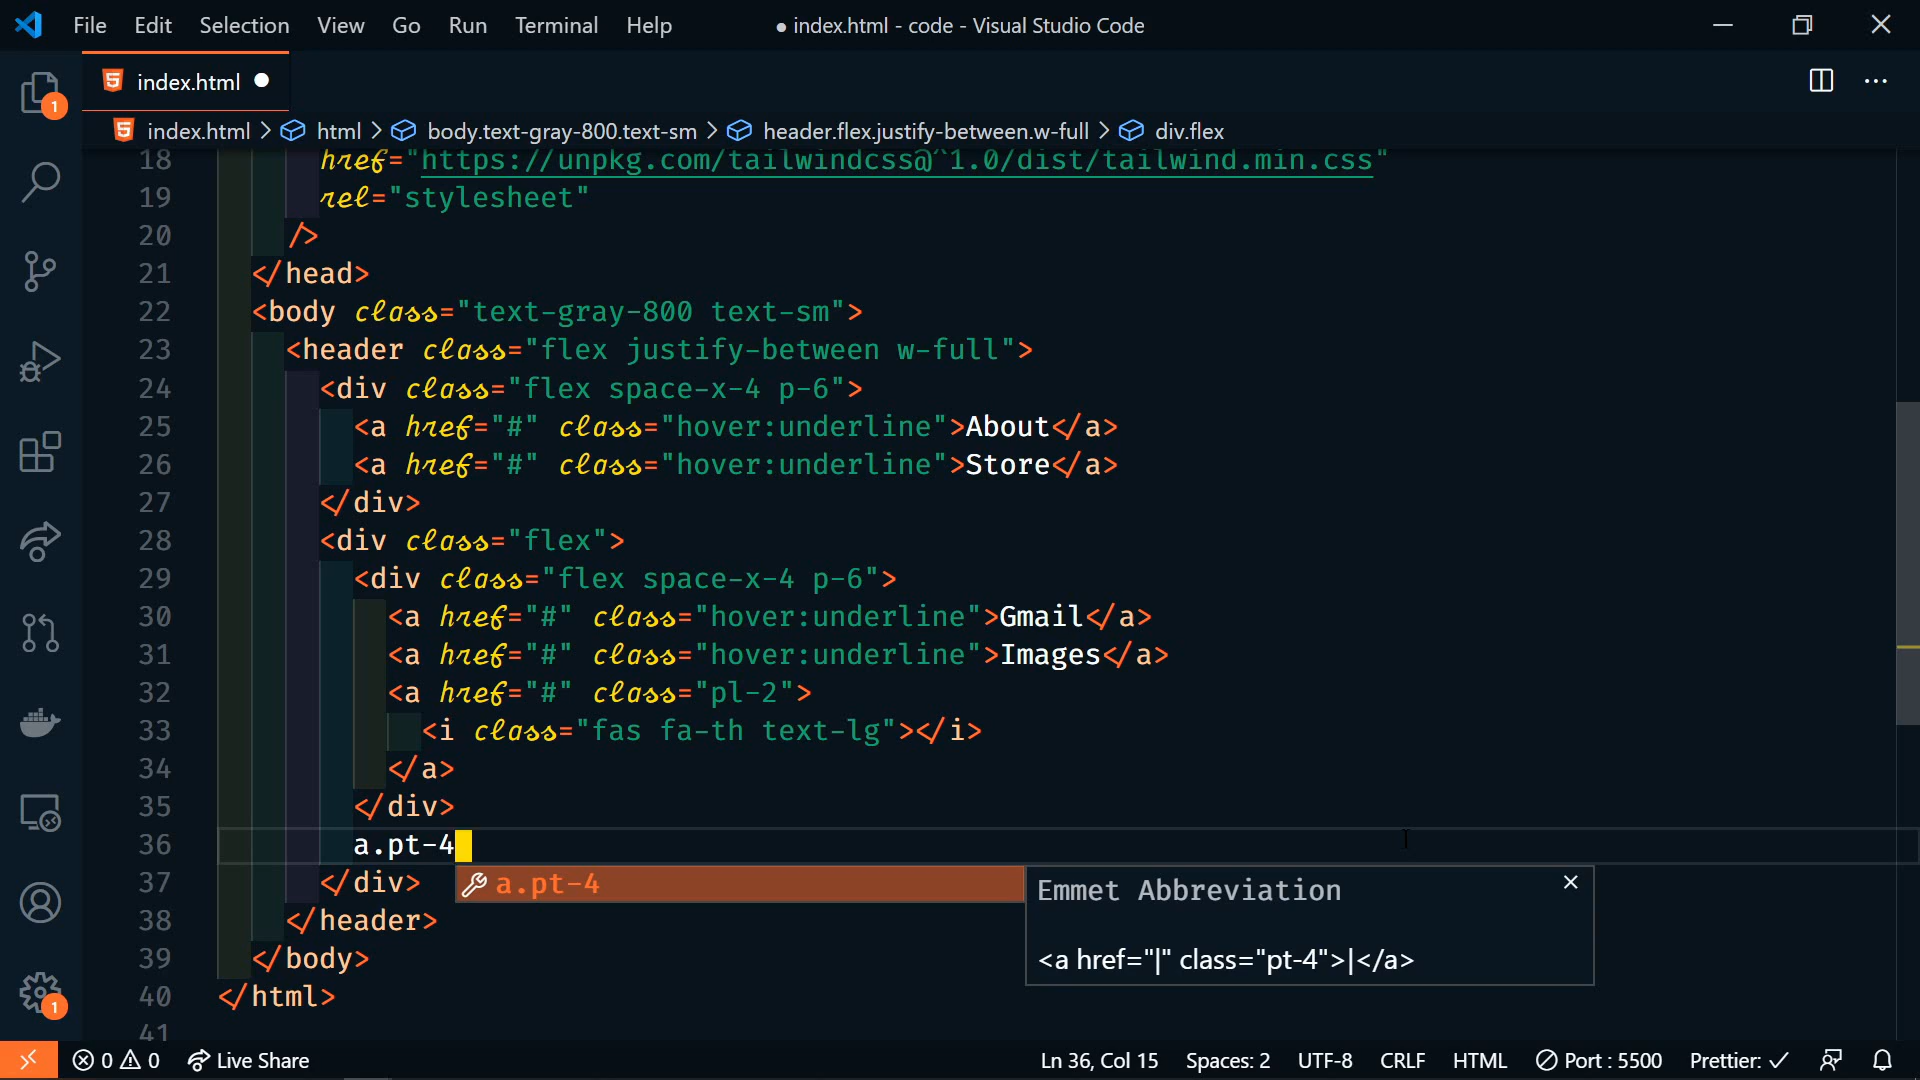 File Edit Selection View Go Run Terminal Help ● index.html - code - Visual Studio Code
index.html
index.html > html > body.text-gray-800.text-sm > header.flex.justify-between.w-full > div.flex
18 href="https://unpkg.com/tailwindcss@^1.0/dist/tailwind.min.css"
19 rel="stylesheet"
20 />
21 </head>
22 <body class="text-gray-800 text-sm">
23 <header class="flex justify-between w-full">
24 <div class="flex space-x-4 p-6">
25 <a href="#" class="hover:underline">About</a>
26 <a href="#" class="hover:underline">Store</a>
27 </div>
28 <div class="flex">
29 <div class="flex space-x-4 p-6">
30 <a href="#" class="hover:underline">Gmail</a>
31 <a href="#" class="hover:underline">Images</a>
32 <a href="#" class="pl-2">
33 <i class="fas fa-th text-lg"></i>
34 </a>
35 </div>
36 a.pt-4
37 </div>
a.pt-4
Emmet Abbreviation
<a href="|" class="pt-4">|</a>
38 </header>
39 </body>
40 </html>
41
1
1
0 0 Live Share Ln 36, Col 15 Spaces: 2 UTF-8 CRLF HTML Port : 5500 Prettier: ✓